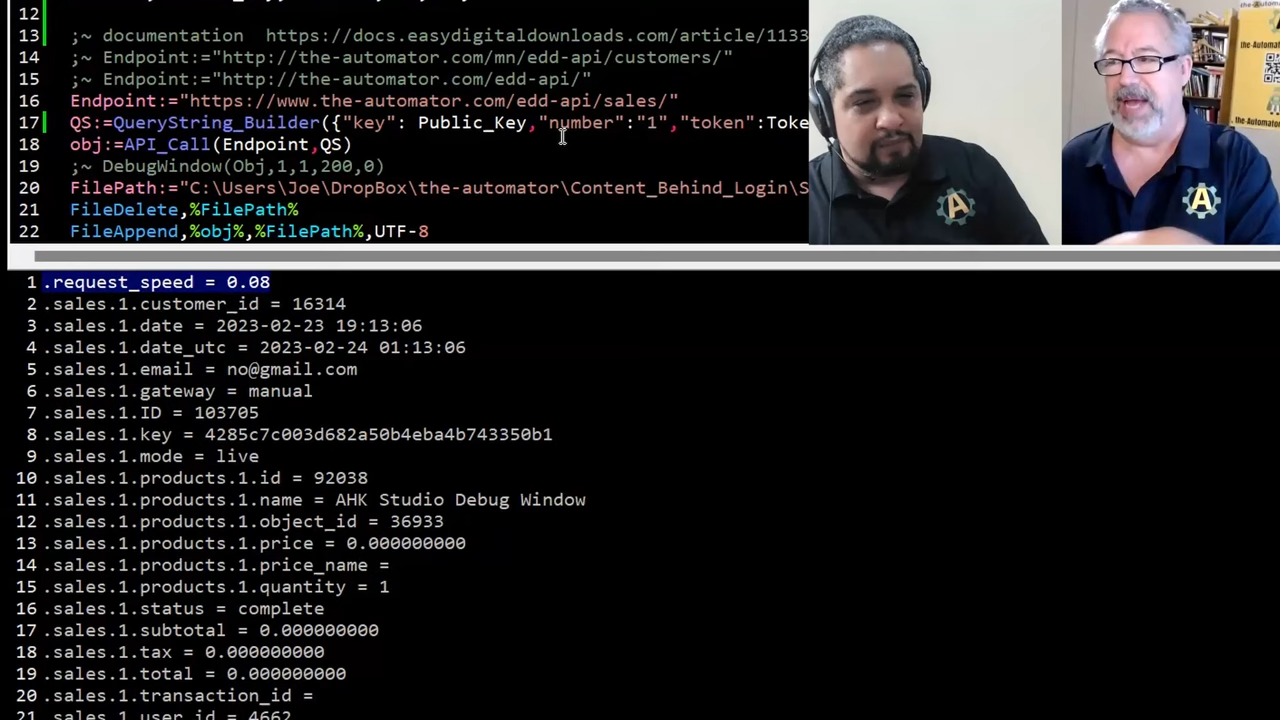 12
13 ;~ documentation https://docs.easydigitaldownloads.com/article/1133
14 ;~ Endpoint:="http://the-automator.com/mn/edd-api/customers/"
15 ;~ Endpoint:="http://the-automator.com/edd-api/"
16 Endpoint:="https://www.the-automator.com/edd-api/sales/"
17 QS:=QueryString_Builder({"key": Public_Key,"number":"1","token":Toke
18 obj:=API_Call(Endpoint,QS)
19 ;~ DebugWindow(Obj,1,1,200,0)
20 FilePath:="C:\Users\Joe\DropBox\the-automator\Content_Behind_Login\S
21 FileDelete,%FilePath%
22 FileAppend,%obj%,%FilePath%,UTF-8
A
A
the-Automator
1 .request_speed = 0.08
2 .sales.1.customer_id = 16314
3 .sales.1.date = 2023-02-23 19:13:06
4 .sales.1.date_utc = 2023-02-24 01:13:06
5 .sales.1.email = no@gmail.com
6 .sales.1.gateway = manual
7 .sales.1.ID = 103705
8 .sales.1.key = 4285c7c003d682a50b4eba4b743350b1
9 .sales.1.mode = live
10 .sales.1.products.1.id = 92038
11 .sales.1.products.1.name = AHK Studio Debug Window
12 .sales.1.products.1.object_id = 36933
13 .sales.1.products.1.price = 0.000000000
14 .sales.1.products.1.price_name =
15 .sales.1.products.1.quantity = 1
16 .sales.1.status = complete
17 .sales.1.subtotal = 0.000000000
18 .sales.1.tax = 0.000000000
19 .sales.1.total = 0.000000000
20 .sales.1.transaction_id =
21 .sales.1.user_id = 4662